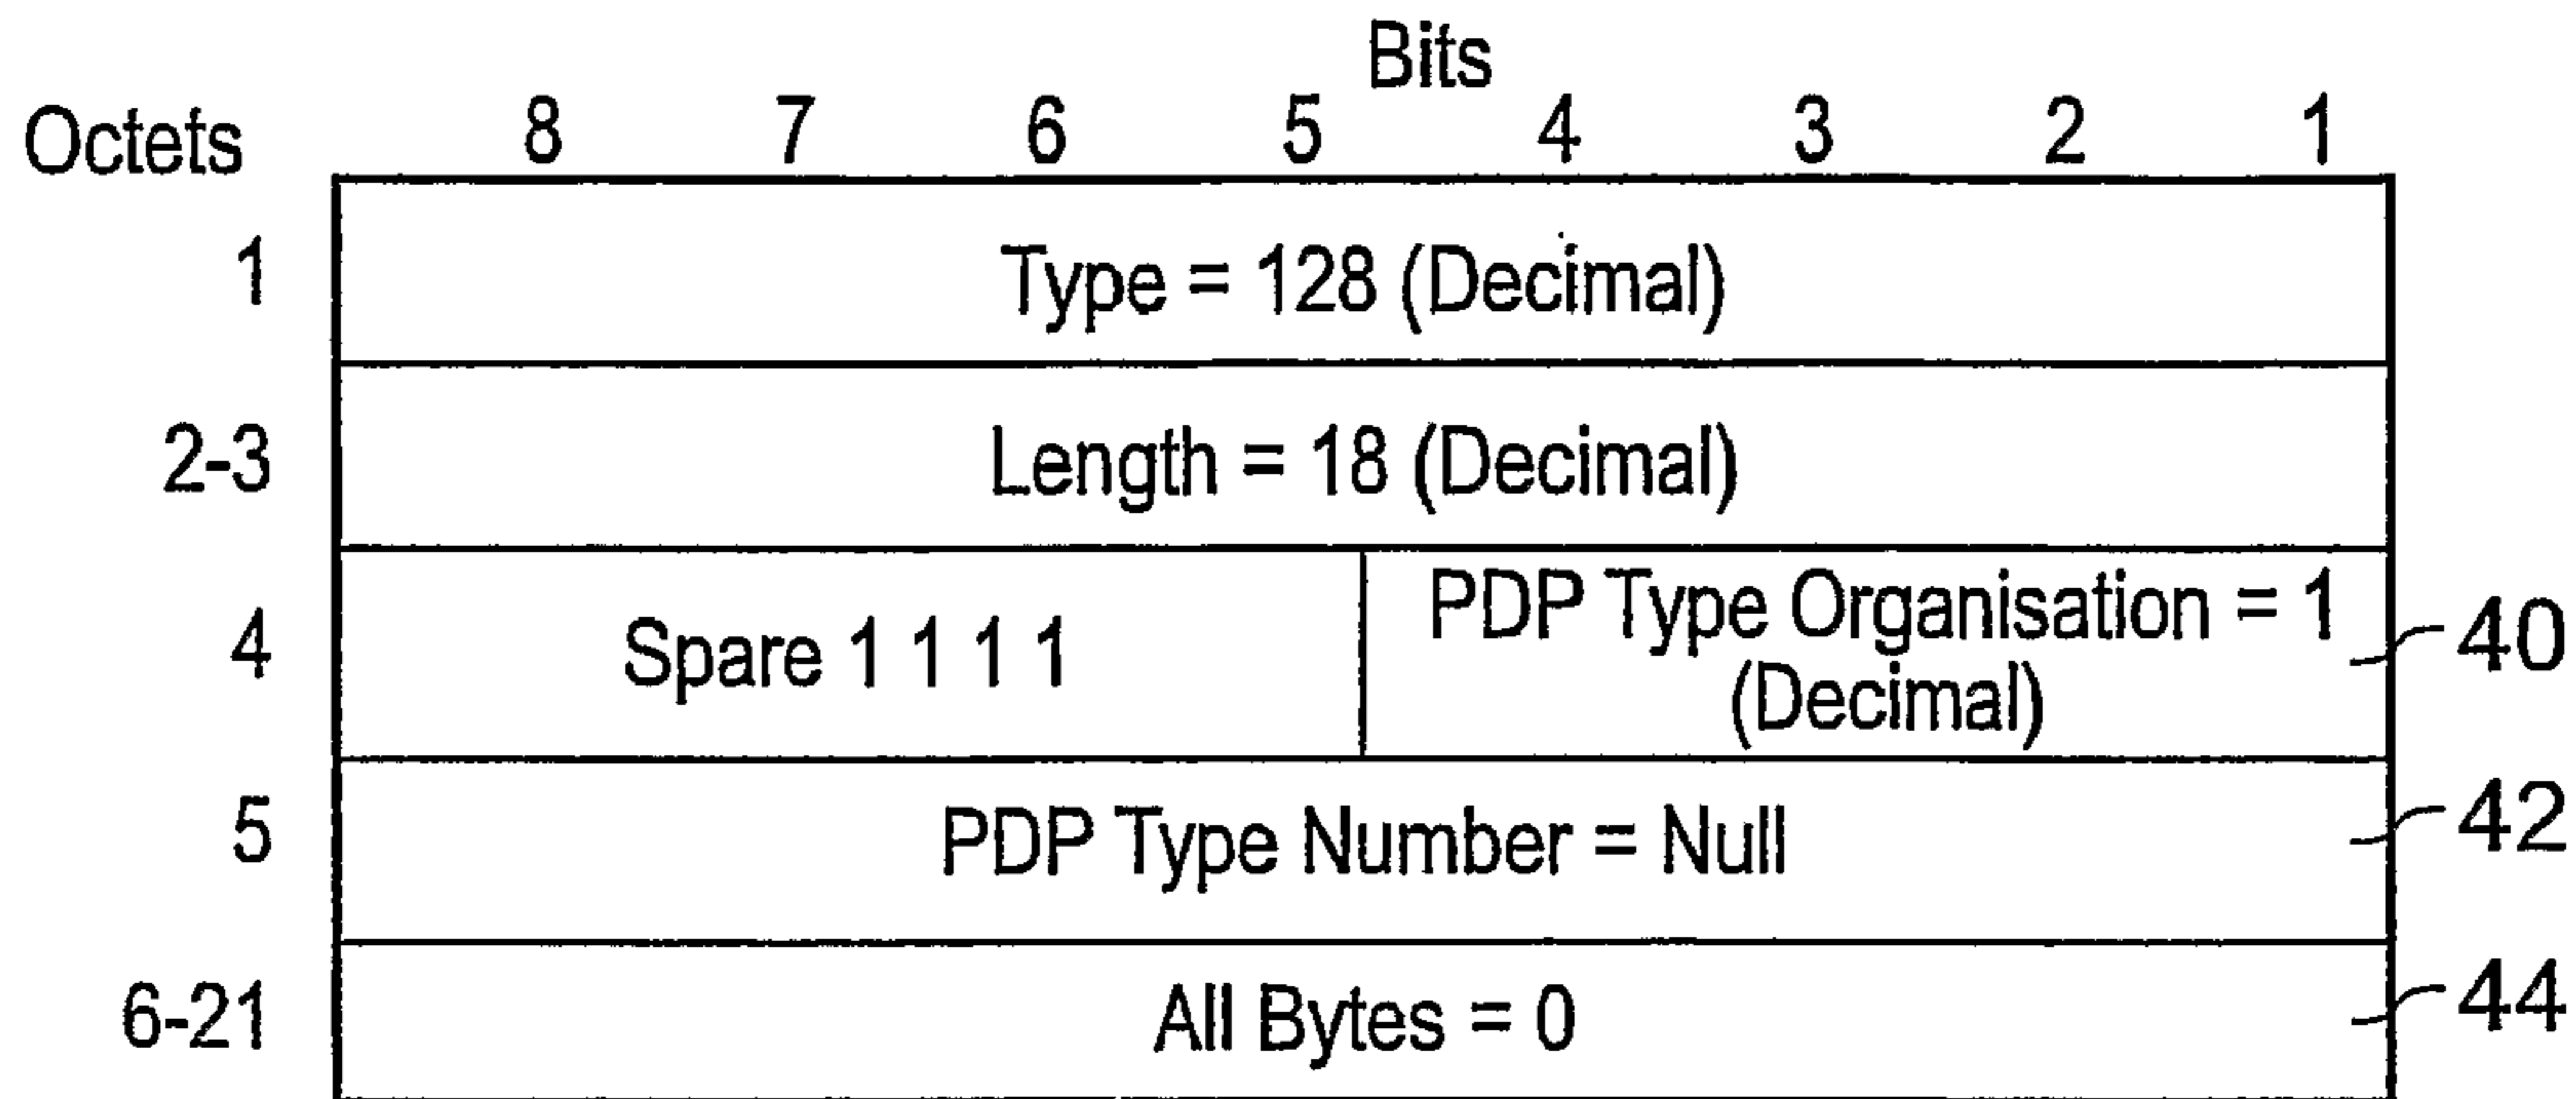 Bits
Octets 8 7 6 5 4 3 2 1
1 Type = 128 (Decimal)
2-3 Length = 18 (Decimal)
4 Spare 1 1 1 1 PDP Type Organisation = 1 (Decimal) 40
5 PDP Type Number = Null 42
6-21 All Bytes = 0 44